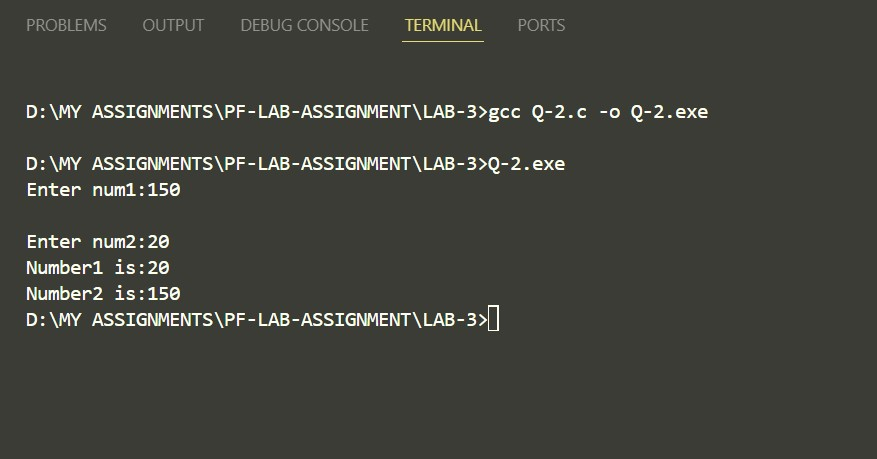 PROBLEMS OUTPUT DEBUG CONSOLE TERMINAL PORTS
D:\MY ASSIGNMENTS\PF-LAB-ASSIGNMENT\LAB-3>gcc Q-2.c -o Q-2.exe
D:\MY ASSIGNMENTS\PF-LAB-ASSIGNMENT\LAB-3>Q-2.exe
Enter num1:150
Enter num2:20
Number1 is:20
Number2 is:150
D:\MY ASSIGNMENTS\PF-LAB-ASSIGNMENT\LAB-3>